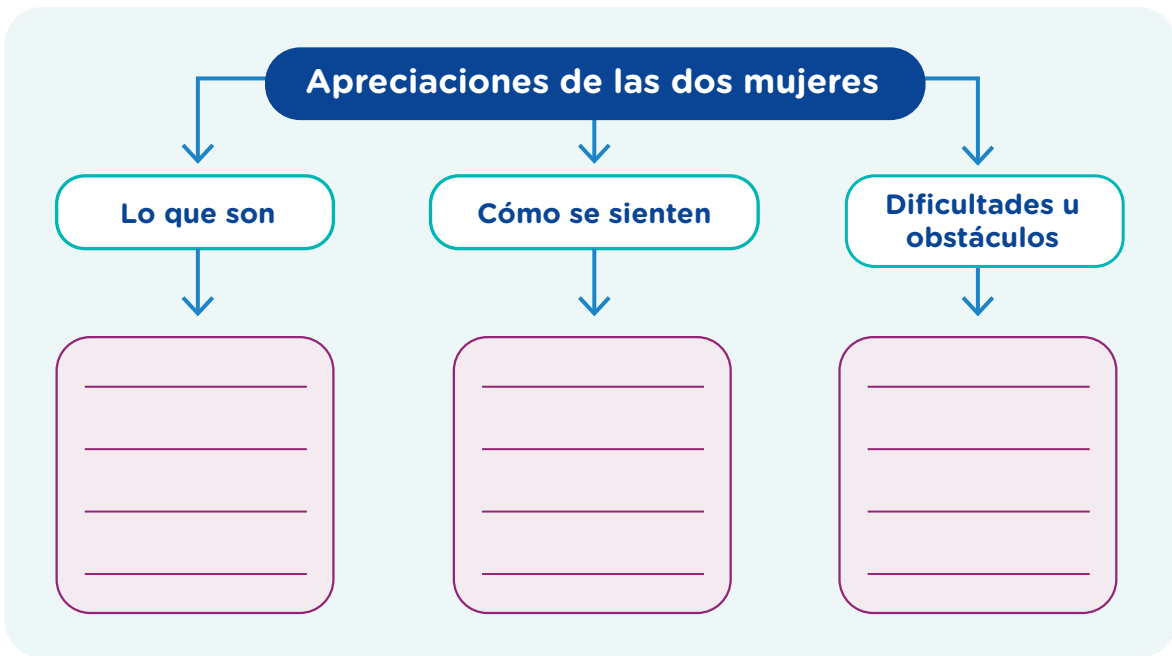 Apreciaciones de las dos mujeres
Lo que son
Cómo se sienten
Dificultades u
obstáculos